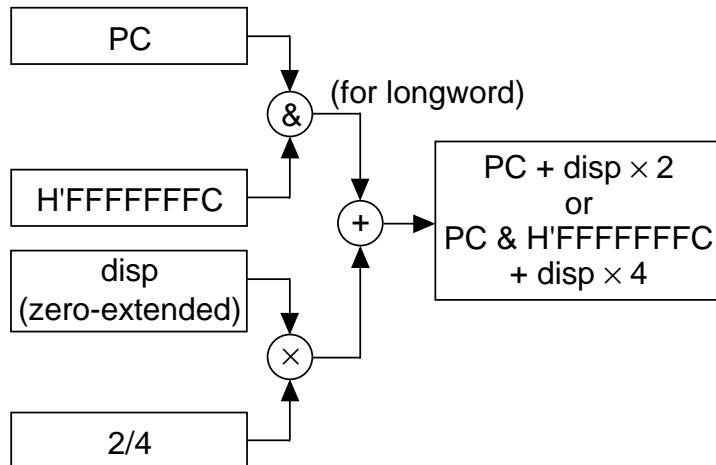 PC
&
(for longword)
H'FFFFFFFC
+
PC + disp × 2
or
PC & H'FFFFFFFC
+ disp × 4
disp
(zero-extended)
×
2/4